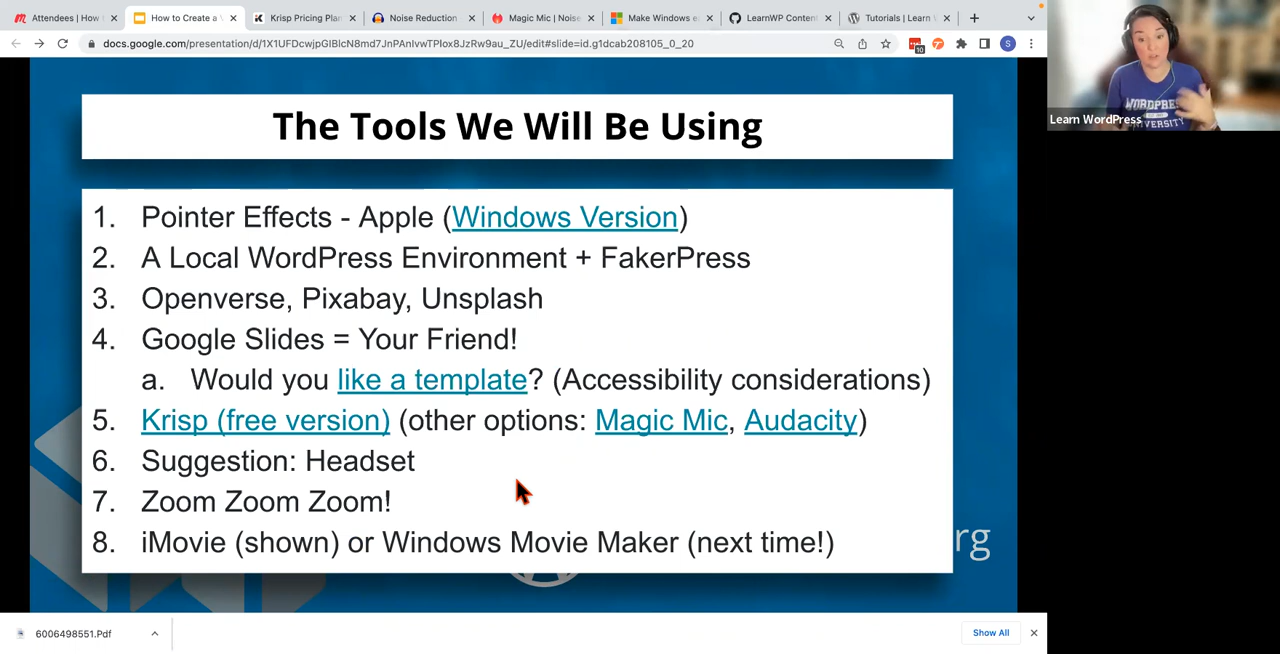 Attendees | How
How to Create a V
Krisp Pricing Plan
Noise Reduction
Magic Mic | Noise
Make Windows e
LearnWP Content
Tutorials | Learn
docs.google.com/presentation/d/1X1UFDcwjpGIBlcN8md7JnPAnIvwTPlox8JzRw9au_ZU/edit#slide=id.g1dcab208105_0_20
10
S
The Tools We Will Be Using
1. Pointer Effects - Apple (Windows Version)
2. A Local WordPress Environment + FakerPress
3. Openverse, Pixabay, Unsplash
4. Google Slides = Your Friend!
a. Would you like a template? (Accessibility considerations)
5. Krisp (free version) (other options: Magic Mic, Audacity)
6. Suggestion: Headset
7. Zoom Zoom Zoom!
8. iMovie (shown) or Windows Movie Maker (next time!)
rg
WORDPRESS
UNIVERSITY
Learn WordPress
6006498551.Pdf
Show All